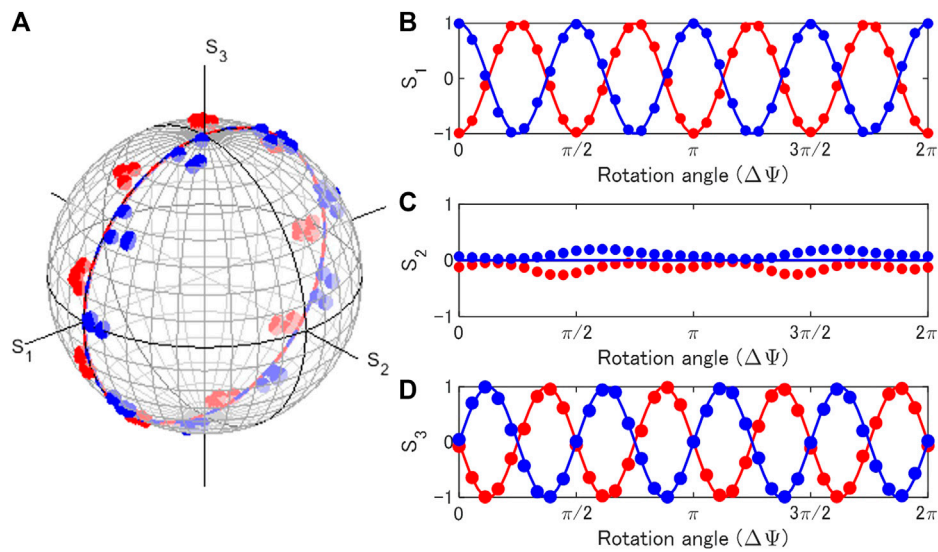 A
S3
S1
S2
B
S1
1
0
−1
0
π/2
π
3π/2
2π
Rotation angle (ΔΨ)
C
S2
1
0
−1
0
π/2
π
3π/2
2π
Rotation angle (ΔΨ)
D
S3
1
0
−1
0
π/2
π
3π/2
2π
Rotation angle (ΔΨ)